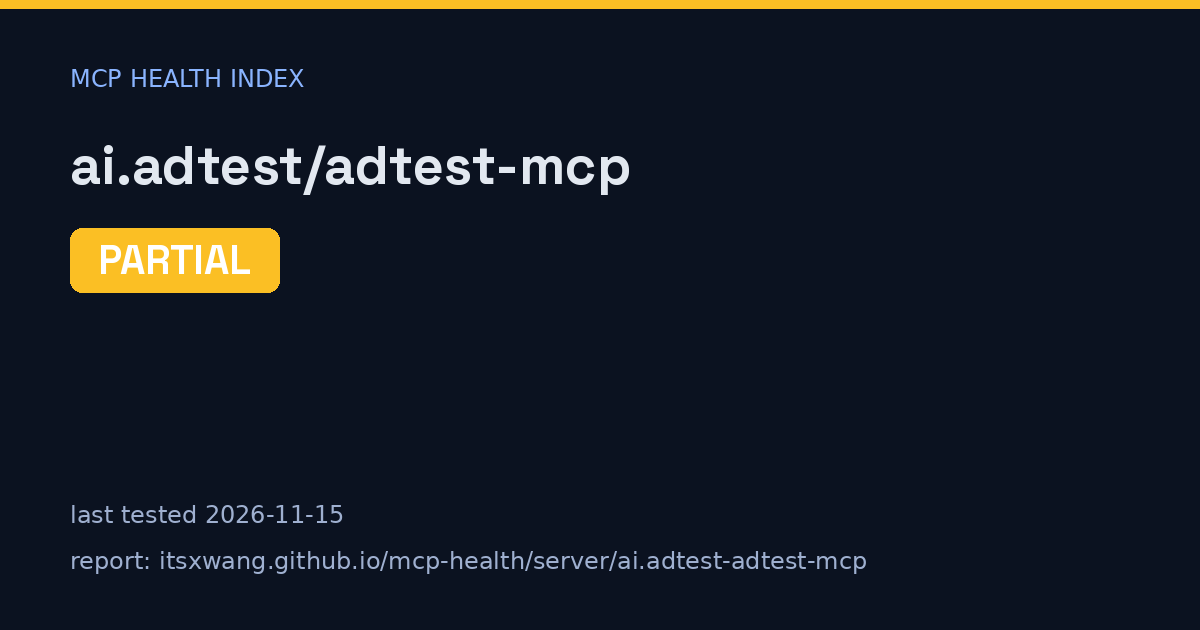 MCP HEALTH INDEX
ai.adtest/adtest-mcp
PARTIAL
last tested 2026-11-15
report: itsxwang.github.io/mcp-health/server/ai.adtest-adtest-mcp